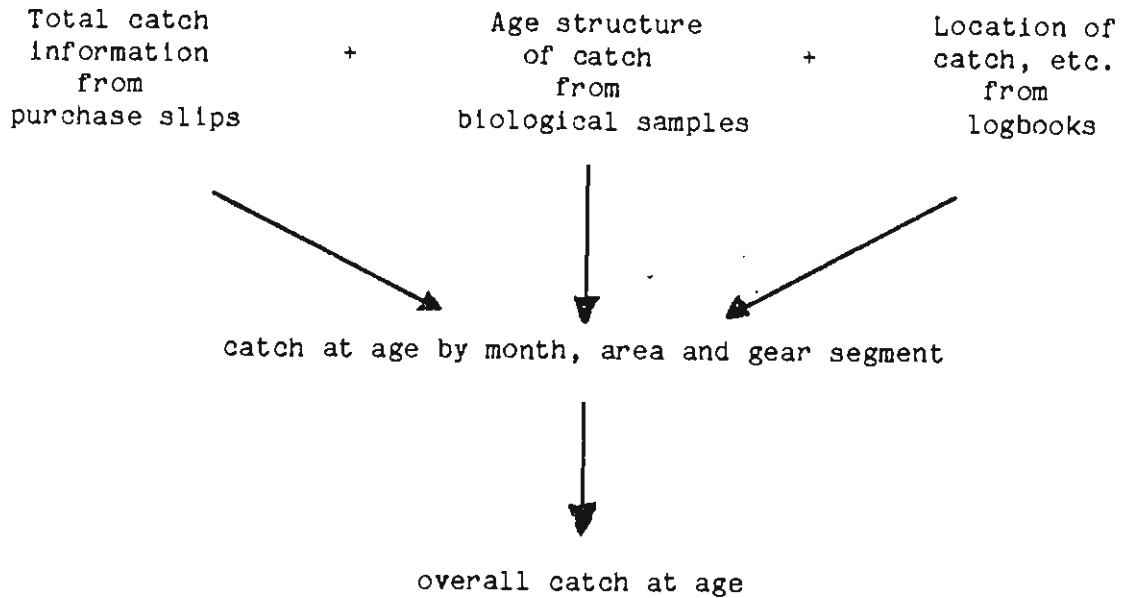 Total catch
information
from
purchase slips
+
Age structure
of catch
from
biological samples
+
Location of
catch, etc.
from
logbooks
catch at age by month, area and gear segment
overall catch at age